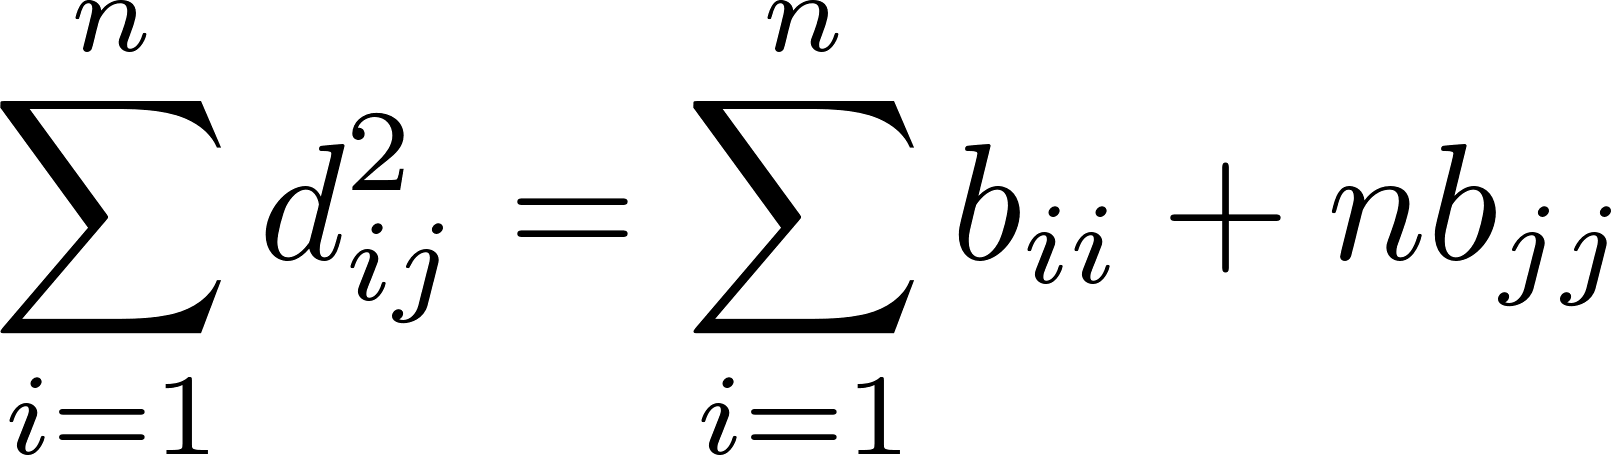 \sum_{i=1}^{n} d_{ij}^{2} = \sum_{i=1}^{n} b_{ii} + n b_{jj}